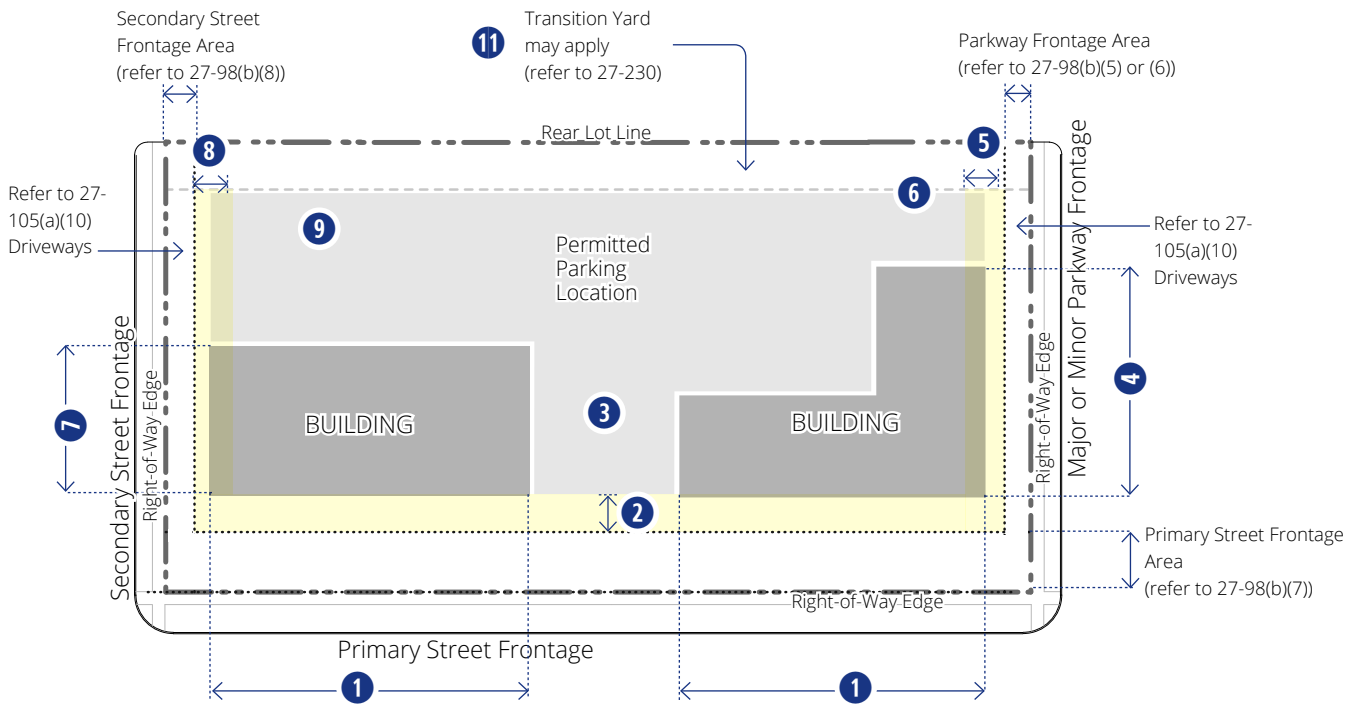 Secondary Street
Frontage Area
(refer to 27-98(b)(8))
11
Transition Yard
may apply
(refer to 27-230)
Parkway Frontage Area
(refer to 27-98(b)(5) or (6))
Rear Lot Line
8
5
Refer to 27-
105(a)(10)
Driveways
9
6
Permitted
Parking
Location
Refer to 27-
105(a)(10)
Driveways
Secondary Street Frontage
Right-of-Way Edge
7
BUILDING
3
BUILDING
4
Right-of-Way Edge
Major or Minor Parkway Frontage
2
Primary Street Frontage
Area
(refer to 27-98(b)(7))
Right-of-Way Edge
Primary Street Frontage
1
1